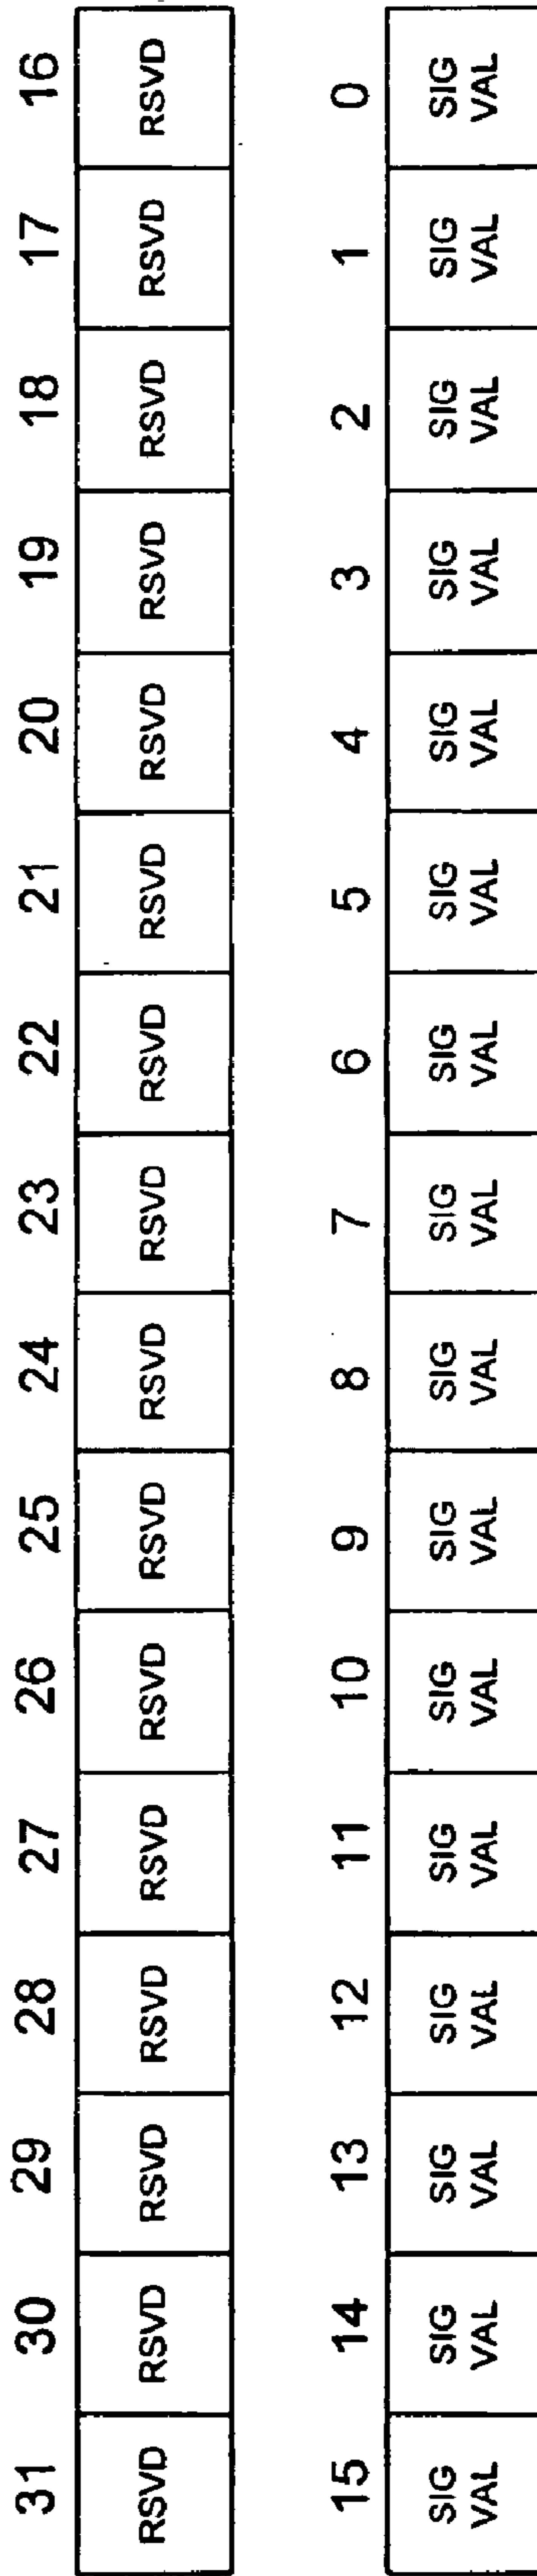 31 30 29 28 27 26 25 24 23 22 21 20 19 18 17 16
RSVD RSVD RSVD RSVD RSVD RSVD RSVD RSVD RSVD RSVD RSVD RSVD RSVD RSVD RSVD RSVD
15 14 13 12 11 10 9 8 7 6 5 4 3 2 1 0
SIG SIG SIG SIG SIG SIG SIG SIG SIG SIG SIG SIG SIG SIG SIG SIG
VAL VAL VAL VAL VAL VAL VAL VAL VAL VAL VAL VAL VAL VAL VAL VAL